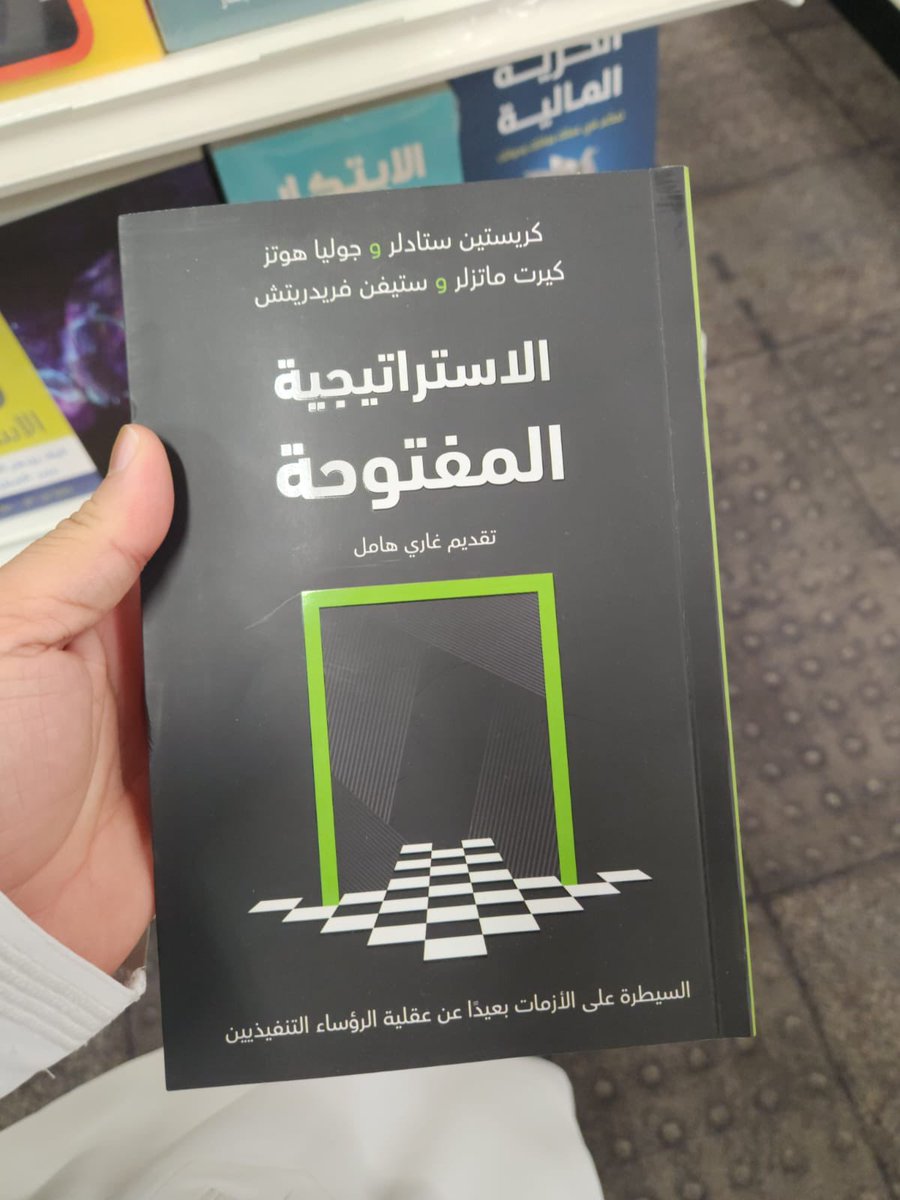 الحرية
المالية
الابتكار
كريستين ستادلر و جوليا هوتز
كيرت ماتزلر و ستيفن فريدريتش
الاستراتيجية
المفتوحة
تقديم غاري هامل
السيطرة على الأزمات بعيدًا عن عقلية الرؤساء التنفيذيين